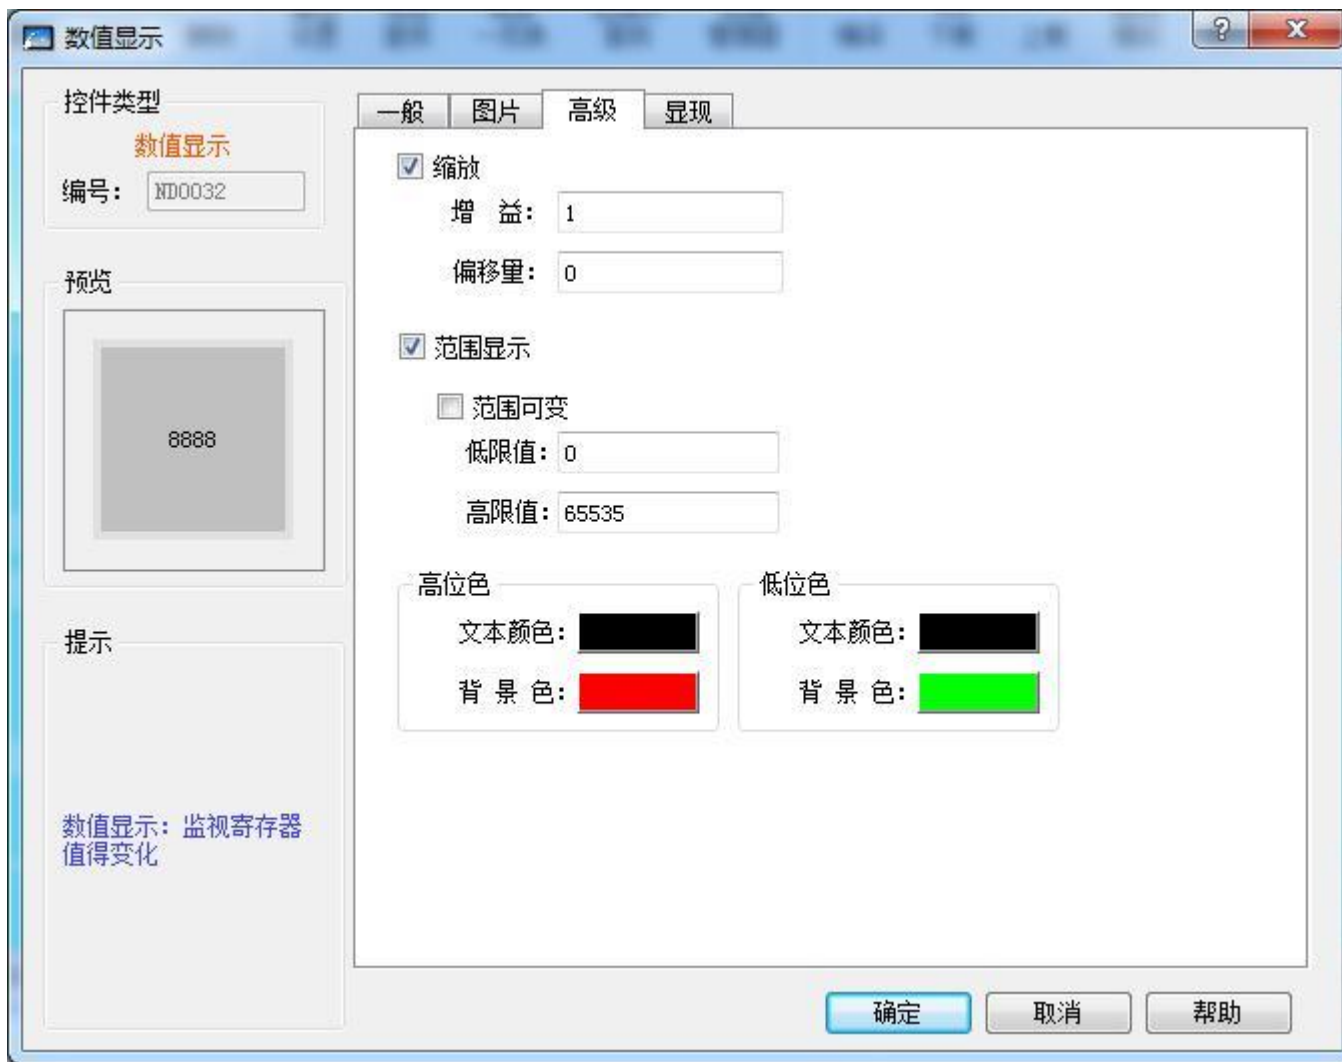 数值显示
?
X
控件类型
数值显示
编号: ND0032
预览
8888
提示
数值显示: 监视寄存器
值得变化
一般 图片 高级 显现
缩放
增 益: 1
偏移量: 0
范围显示
范围可变
低限值: 0
高限值: 65535
高位色
文本颜色:
背 景 色:
低位色
文本颜色:
背 景 色:
确定 取消 帮助